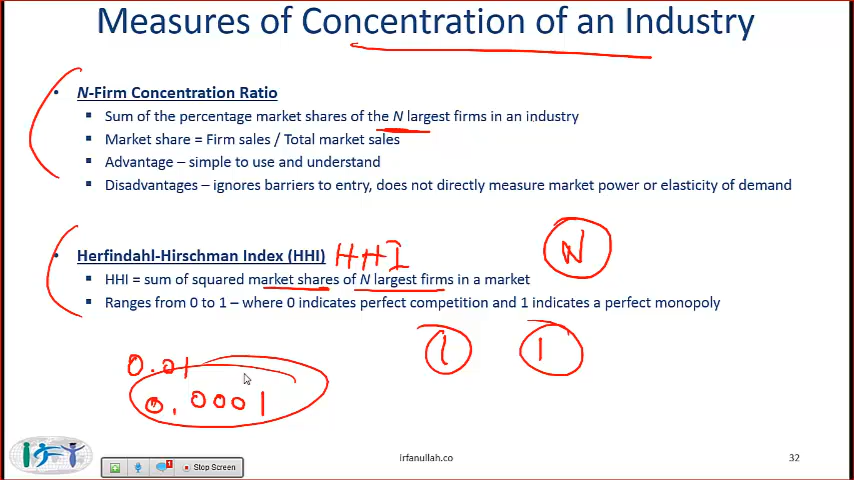 Measures of Concentration of an Industry
• N-Firm Concentration Ratio
▪ Sum of the percentage market shares of the N largest firms in an industry
▪ Market share = Firm sales / Total market sales
▪ Advantage – simple to use and understand
▪ Disadvantages – ignores barriers to entry, does not directly measure market power or elasticity of demand
• Herfindahl-Hirschman Index (HHI) HHI N
▪ HHI = sum of squared market shares of N largest firms in a market
▪ Ranges from 0 to 1 – where 0 indicates perfect competition and 1 indicates a perfect monopoly
1 1
0.01
0.0001
irfanullah.co 32
1 Stop Screen